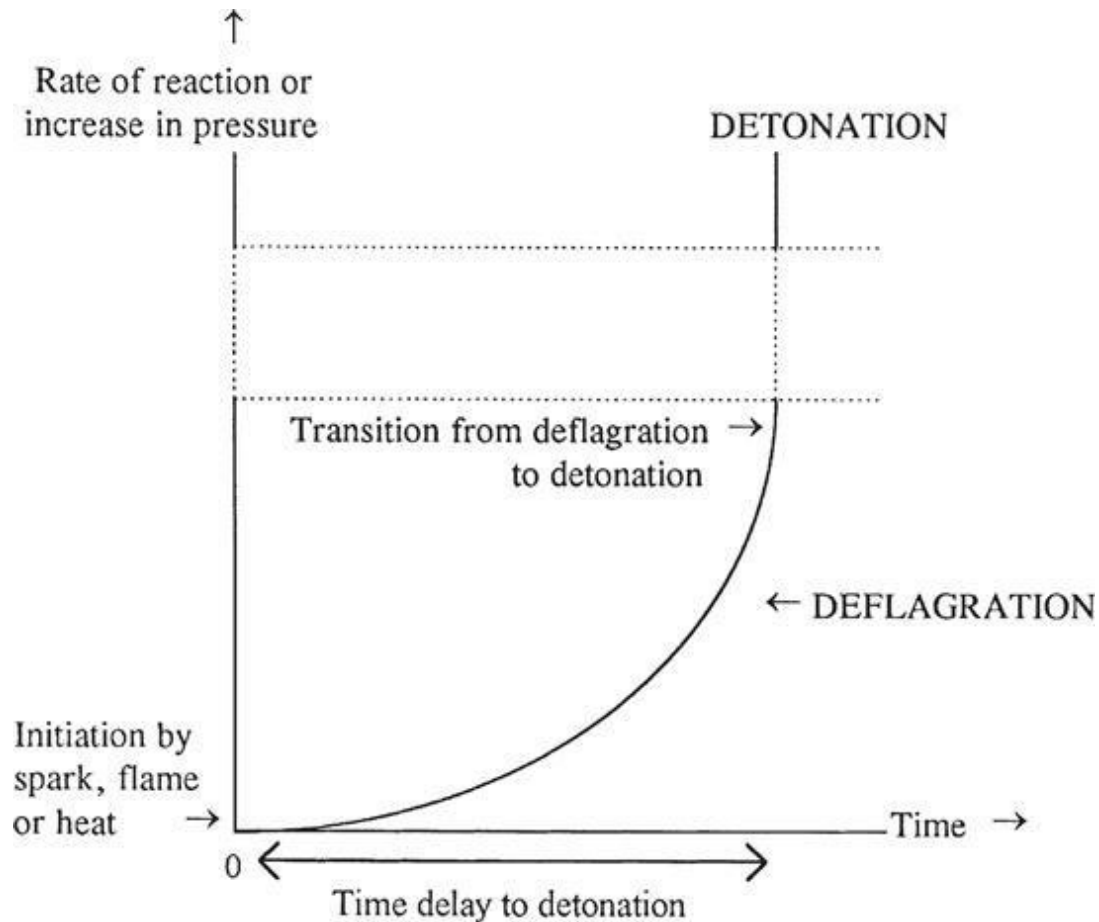 ↑
Rate of reaction or
increase in pressure
DETONATION
Transition from deflagration →
to detonation
← DEFLAGRATION
Initiation by
spark, flame
or heat →
Time →
0
Time delay to detonation